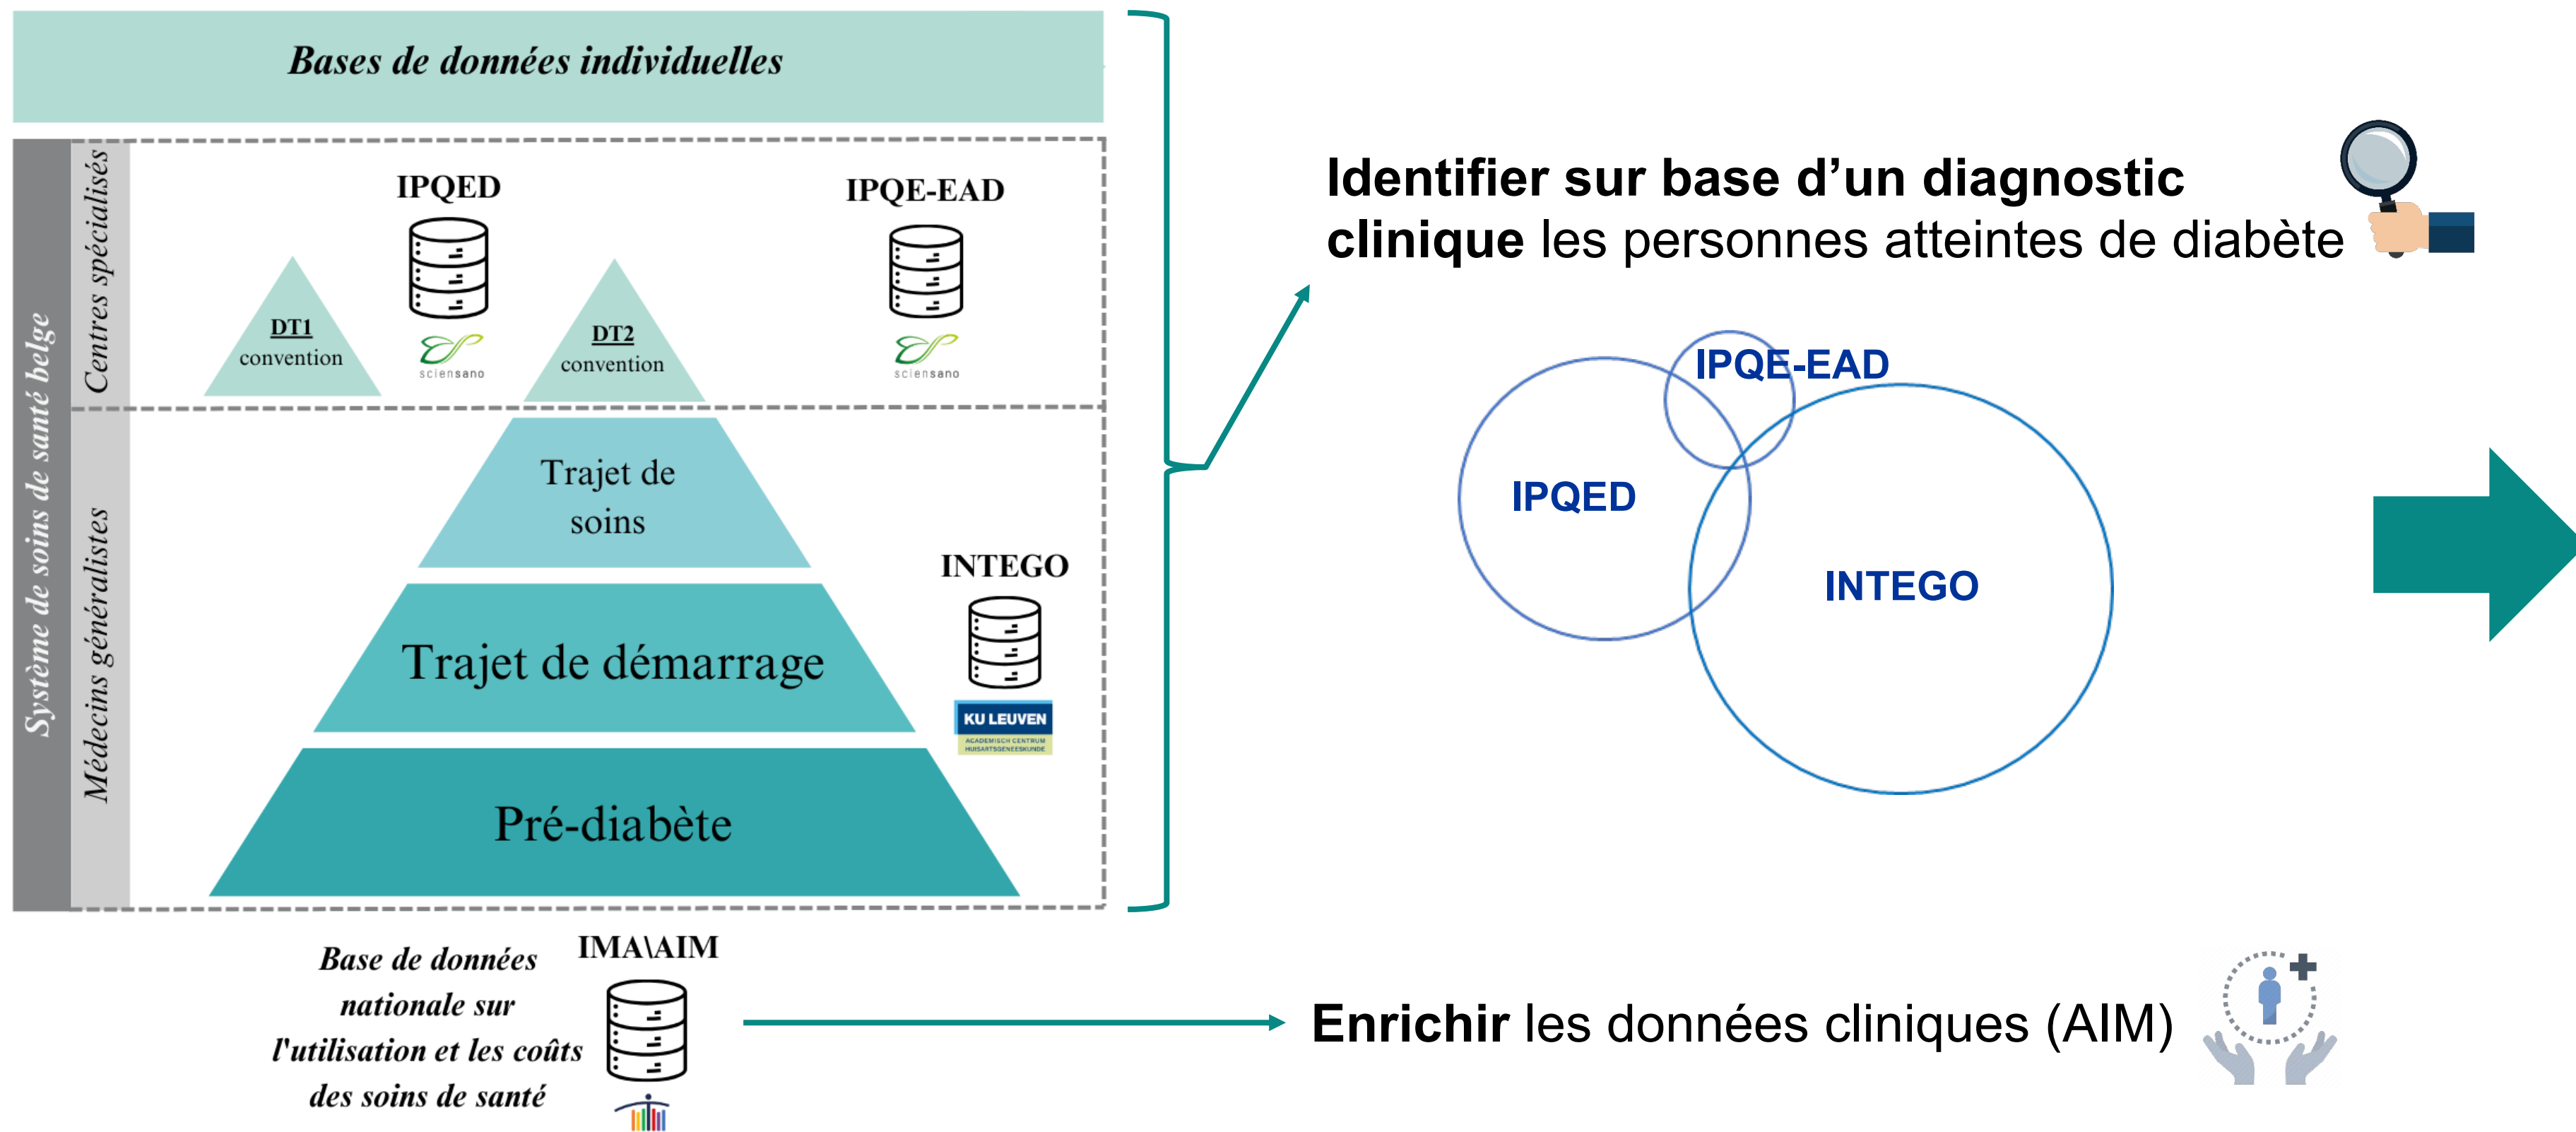 Bases de données individuelles
Système de soins de santé belge
Centres spécialisés
IPQED
sciensano
IPQE-EAD
sciensano
DT1
convention
DT2
convention
Médecins généralistes
Trajet de
soins
Trajet de démarrage
Pré-diabète
INTEGO
KU LEUVEN
ACADEMISCH CENTRUM
HUISARTSGENEESKUNDE
Base de données
nationale sur
l'utilisation et les coûts
des soins de santé
IMA\AIM
Identifier sur base d’un diagnostic
clinique les personnes atteintes de diabète
IPQE-EAD
IPQED
INTEGO
Enrichir les données cliniques (AIM)